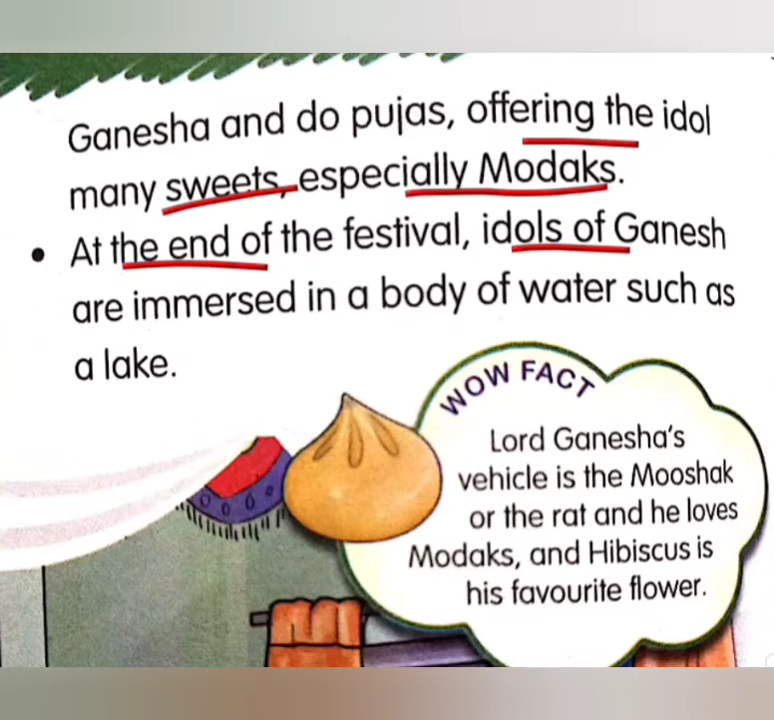 Ganesha and do pujas, offering the idol
many sweets, especially Modaks.
• At the end of the festival, idols of Ganesh
are immersed in a body of water such as
a lake.
WOW FACT
Lord Ganesha's
vehicle is the Mooshak
or the rat and he loves
Modaks, and Hibiscus is
his favourite flower.